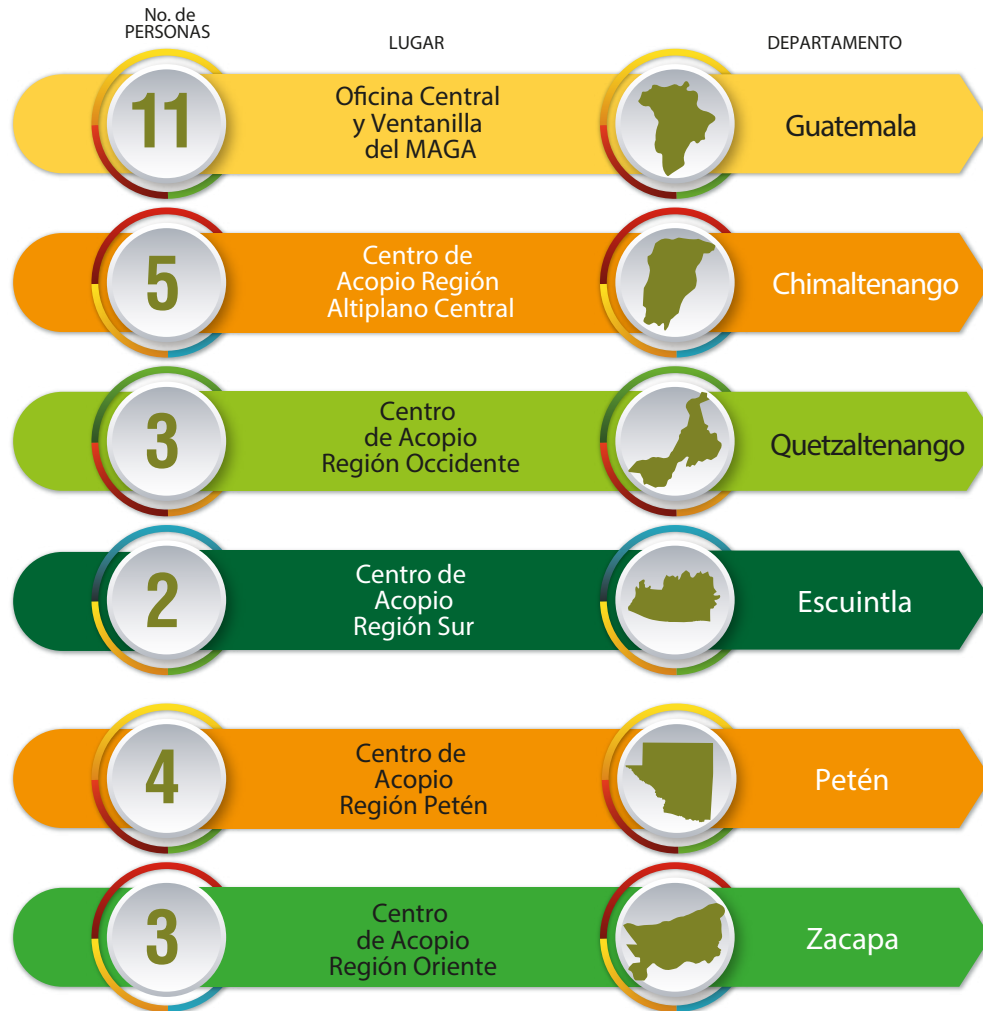 No. de
PERSONAS
LUGAR
DEPARTAMENTO
11
Oficina Central
y Ventanilla
del MAGA
Guatemala
5
Centro de
Acopio Región
Altiplano Central
Chimaltenango
3
Centro
de Acopio
Región Occidente
Quetzaltenango
2
Centro de
Acopio
Región Sur
Escuintla
4
Centro de
Acopio
Región Petén
Petén
3
Centro
de Acopio
Región Oriente
Zacapa